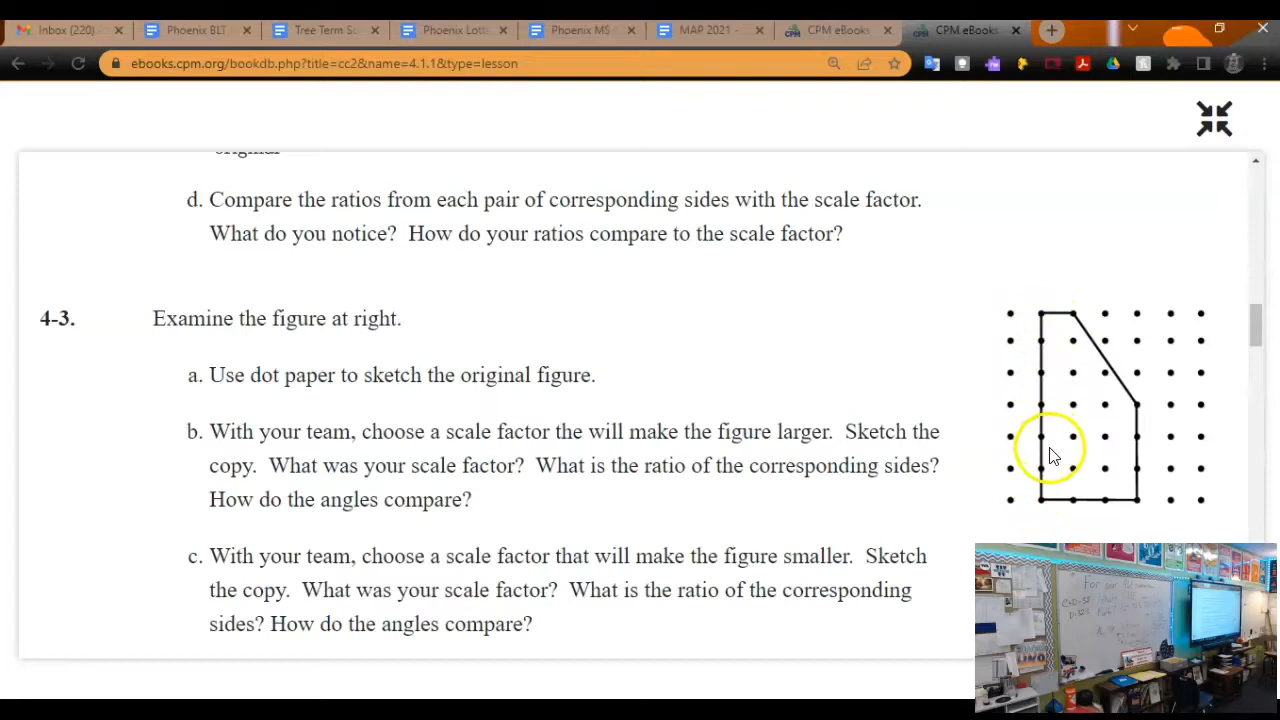 Inbox (220) -
Phoenix BLT
Tree Term S
Phoenix Lott
Phoenix MS
MAP 2021 -
CPM eBooks
CPM eBooks
ebooks.cpm.org/bookdb.php?title=cc2&name=4.1.1&type=lesson
d. Compare the ratios from each pair of corresponding sides with the scale factor.
What do you notice?  How do your ratios compare to the scale factor?
4-3. Examine the figure at right.
a. Use dot paper to sketch the original figure.
b. With your team, choose a scale factor the will make the figure larger.  Sketch the
copy.  What was your scale factor?  What is the ratio of the corresponding sides?
How do the angles compare?
c. With your team, choose a scale factor that will make the figure smaller.  Sketch
the copy.  What was your scale factor?  What is the ratio of the corresponding
sides? How do the angles compare?
For our